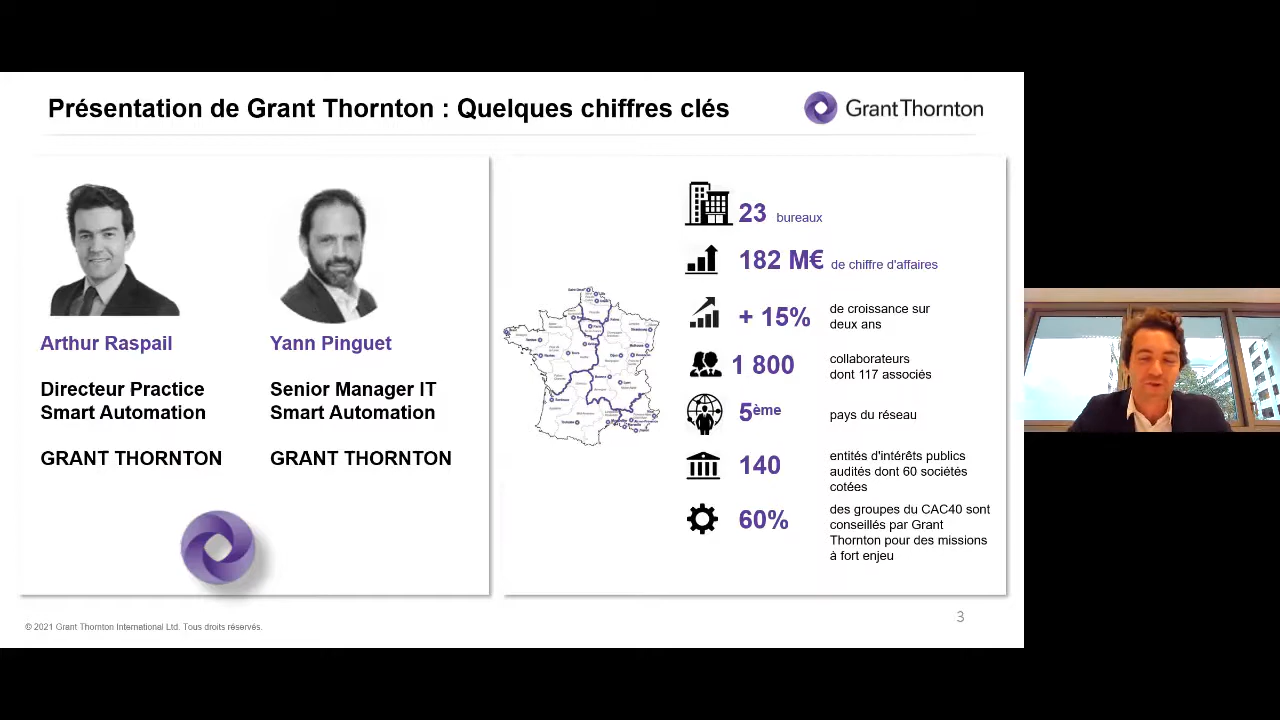 Présentation de Grant Thornton : Quelques chiffres clés
Grant Thornton
Arthur Raspail
Directeur Practice
Smart Automation
GRANT THORNTON
Yann Pinguet
Senior Manager IT
Smart Automation
GRANT THORNTON
23 bureaux
182 M€ de chiffre d'affaires
+ 15%
de croissance sur
deux ans
1 800
collaborateurs
dont 117 associés
5ème
pays du réseau
140
entités d'intérêts publics
audités dont 60 sociétés
cotées
60%
des groupes du CAC40 sont
conseillés par Grant
Thornton pour des missions
à fort enjeu
© 2021 Grant Thornton International Ltd. Tous droits réservés.
3